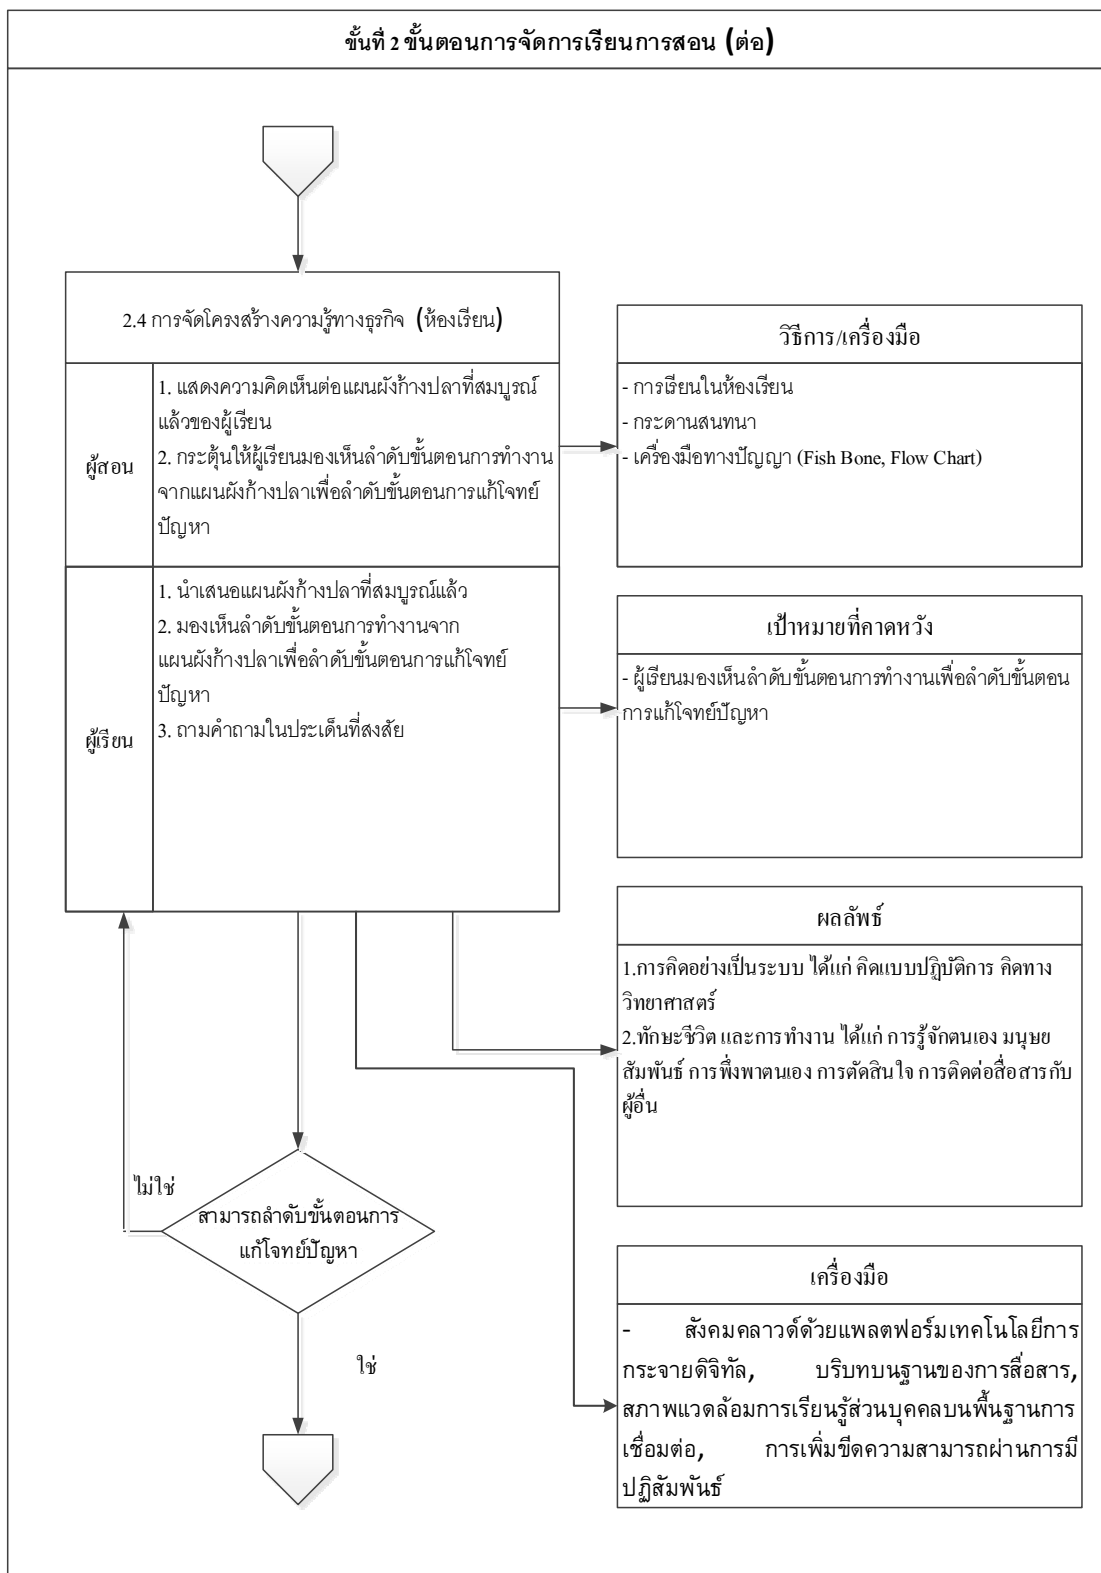 ขั้นที่ 2 ขั้นตอนการจัดการเรียนการสอน (ต่อ)
2.4 การจัดโครงสร้างความรู้ทางธุรกิจ (ห้องเรียน)
ผู้สอน
1. แสดงความคิดเห็นต่อแผนผังก้างปลาที่สมบูรณ์
แล้วของผู้เรียน
2. กระตุ้นให้ผู้เรียนมองเห็นลำดับขั้นตอนการทำงาน
จากแผนผังก้างปลาเพื่อลำดับขั้นตอนการแก้โจทย์
ปัญหา
ผู้เรียน
1. นำเสนอแผนผังก้างปลาที่สมบูรณ์แล้ว
2. มองเห็นลำดับขั้นตอนการทำงานจาก
แผนผังก้างปลาเพื่อลำดับขั้นตอนการแก้โจทย์
ปัญหา
3. ถามคำถามในประเด็นที่สงสัย
วิธีการ/เครื่องมือ
- การเรียนในห้องเรียน
- กระดานสนทนา
- เครื่องมือทางปัญญา (Fish Bone, Flow Chart)
เป้าหมายที่คาดหวัง
- ผู้เรียนมองเห็นลำดับขั้นตอนการทำงานเพื่อลำดับขั้นตอน
การแก้โจทย์ปัญหา
ผลลัพธ์
1.การคิดอย่างเป็นระบบ ได้แก่ คิดแบบปฏิบัติการ คิดทาง
วิทยาศาสตร์
2.ทักษะชีวิต และการทำงาน ได้แก่ การรู้จักตนเอง มนุษย
สัมพันธ์ การพึ่งพาตนเอง การตัดสินใจ การติดต่อสื่อสารกับ
ผู้อื่น
ไม่ใช่
สามารถลำดับขั้นตอนการ
แก้โจทย์ปัญหา
ใช่
เครื่องมือ
- สังคมคลาวด์ด้วยแพลตฟอร์มเทคโนโลยีการ
กระจายดิจิทัล, บริบทบนฐานของการสื่อสาร,
สภาพแวดล้อมการเรียนรู้ส่วนบุคคลบนพื้นฐานการ
เชื่อมต่อ, การเพิ่มขีดความสามารถผ่านการมี
ปฏิสัมพันธ์